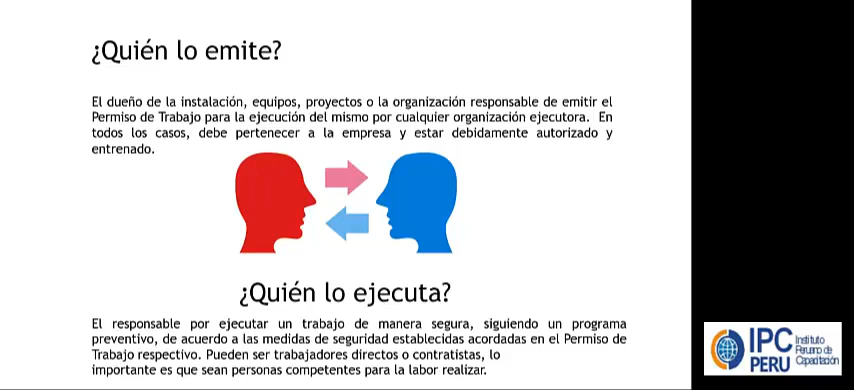 ¿Quién lo emite?
El dueño de la instalación, equipos, proyectos o la organización responsable de emitir el
Permiso de Trabajo para la ejecución del mismo por cualquier organización ejecutora. En
todos los casos, debe pertenecer a la empresa y estar debidamente autorizado y
entrenado.
¿Quién lo ejecuta?
El responsable por ejecutar un trabajo de manera segura, siguiendo un programa
preventivo, de acuerdo a las medidas de seguridad establecidas acordadas en el Permiso de
Trabajo respectivo. Pueden ser trabajadores directos o contratistas, lo
importante es que sean personas competentes para la labor realizar.
IPC
PERU
Instituto
Peruano de
Capacitación